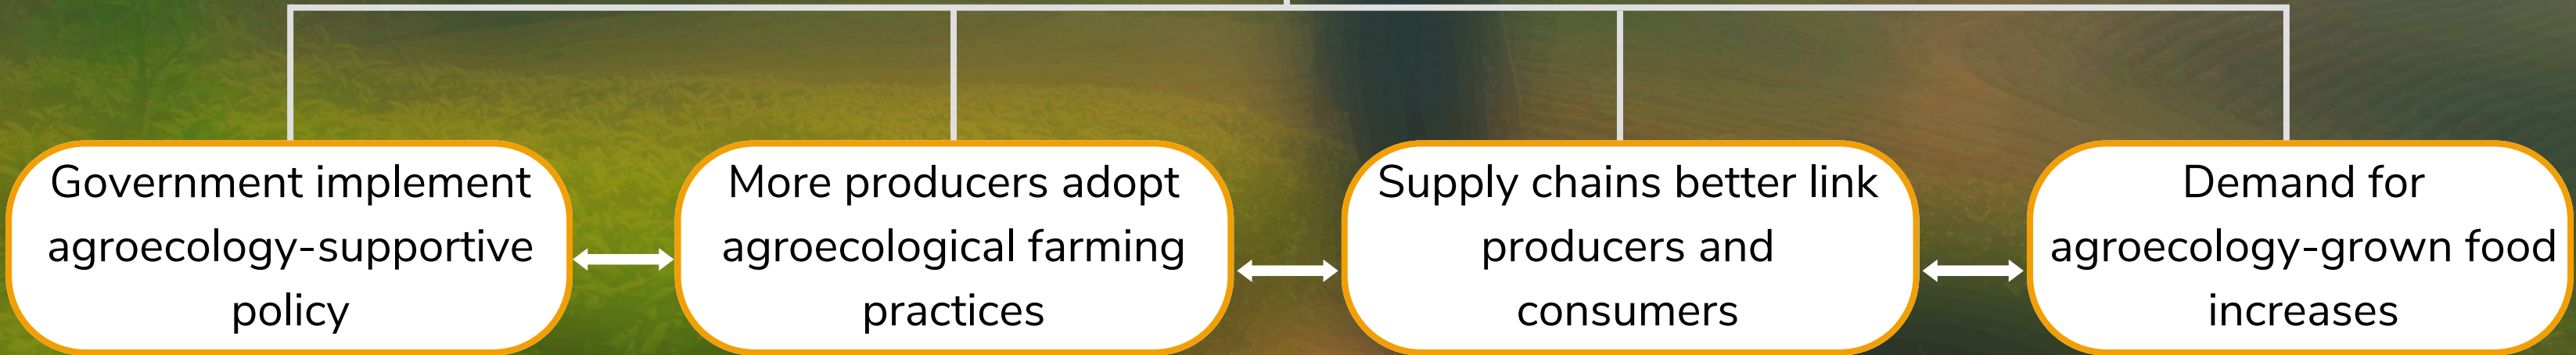 Government implement
agroecology-supportive
policy
More producers adopt
agroecological farming
practices
Supply chains better link
producers and
consumers
Demand for
agroecology-grown food
increases